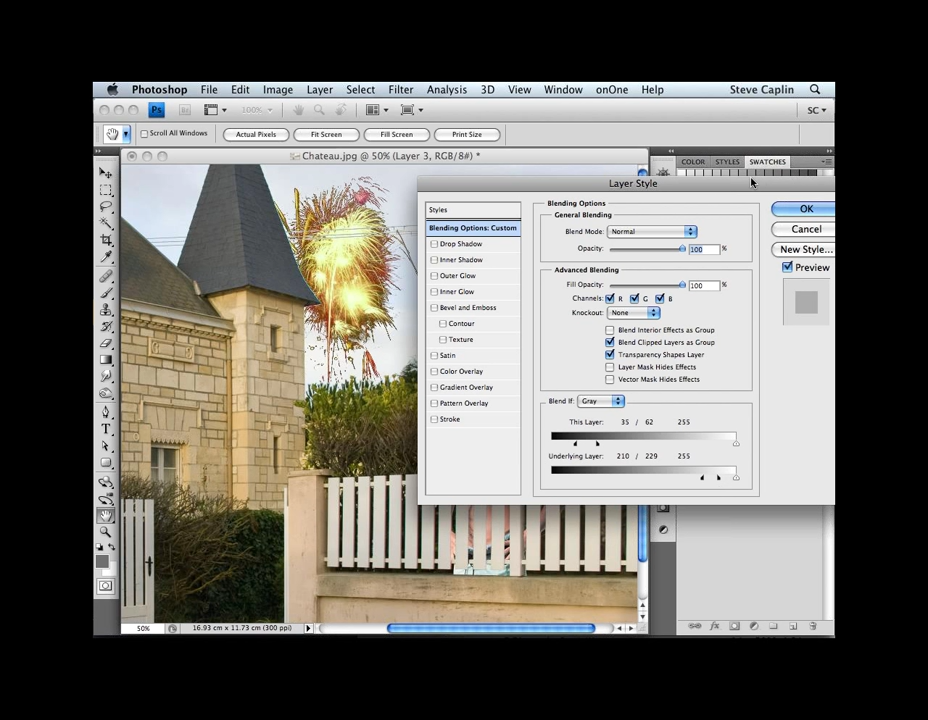 Photoshop File Edit Image Layer Select Filter Analysis 3D View Window onOne Help Steve Caplin
Ps Br 100% SC
Scroll All Windows Actual Pixels Fit Screen Fill Screen Print Size
Chateau.jpg @ 50% (Layer 3, RGB/8#) *
COLOR STYLES SWATCHES
Layer Style
Styles
Blending Options: Custom
Drop Shadow
Inner Shadow
Outer Glow
Inner Glow
Bevel and Emboss
Contour
Texture
Satin
Color Overlay
Gradient Overlay
Pattern Overlay
Stroke
Blending Options
General Blending
Blend Mode: Normal
Opacity: 100 %
Advanced Blending
Fill Opacity: 100 %
Channels: R G B
Knockout: None
Blend Interior Effects as Group
Blend Clipped Layers as Group
Transparency Shapes Layer
Layer Mask Hides Effects
Vector Mask Hides Effects
Blend If: Gray
This Layer: 35 / 62 255
Underlying Layer: 210 / 229 255
OK
Cancel
New Style...
Preview
50% 16.93 cm x 11.73 cm (300 ppi)